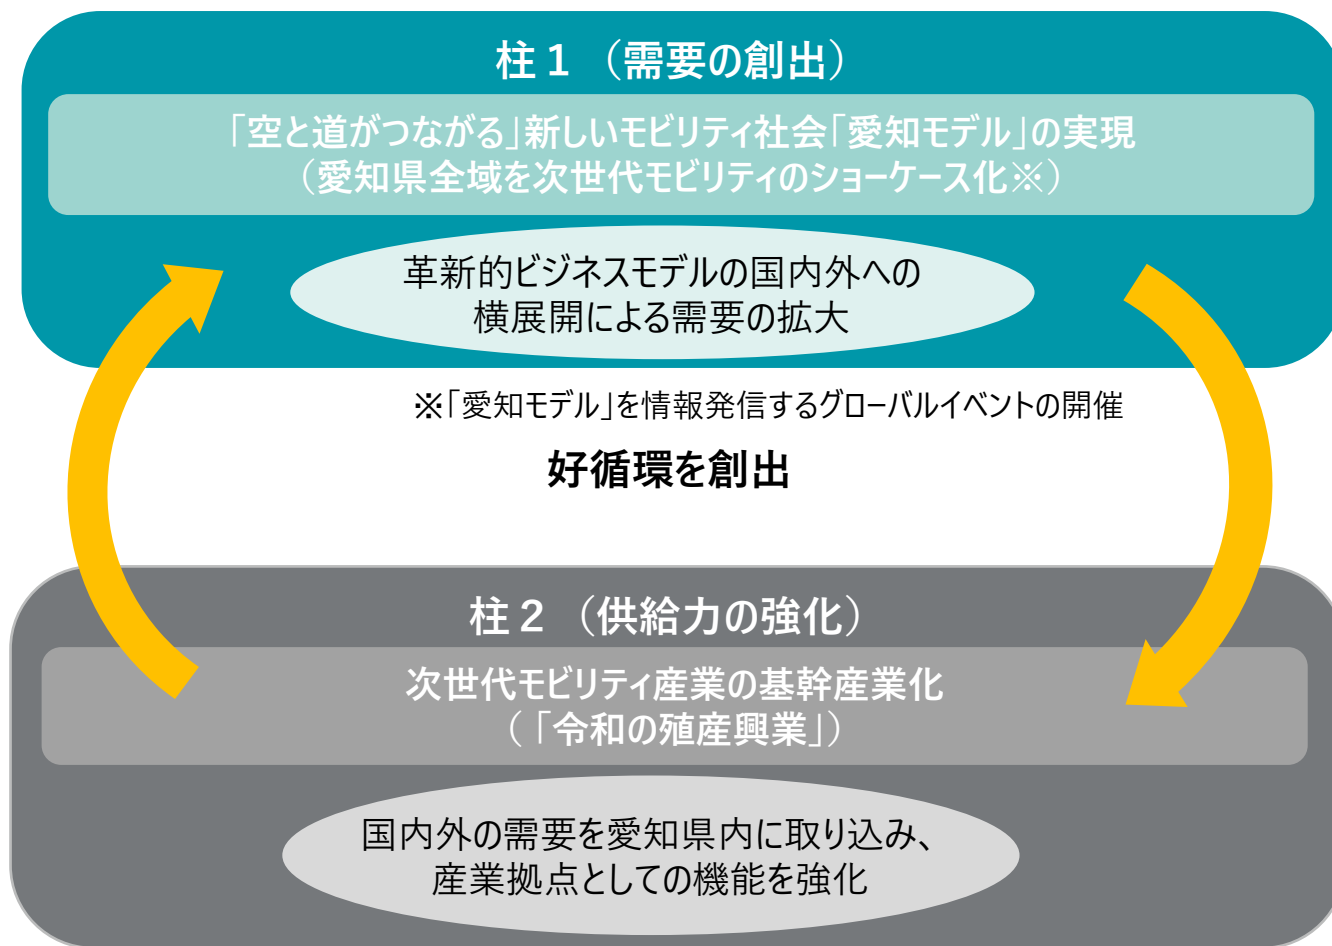 柱1（需要の創出）
「空と道がつながる」新しいモビリティ社会「愛知モデル」の実現
（愛知県全域を次世代モビリティのショーケース化※）
革新的ビジネスモデルの国内外への
横展開による需要の拡大
※「愛知モデル」を情報発信するグローバルイベントの開催
好循環を創出
柱2（供給力の強化）
次世代モビリティ産業の基幹産業化
（「令和の殖産興業」）
国内外の需要を愛知県内に取り込み、
産業拠点としての機能を強化